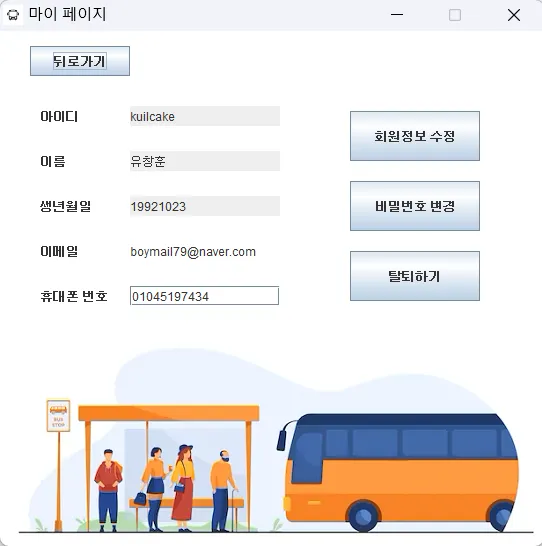 마이 페이지
뒤로가기
아이디 kuilcake
이름 유창훈
생년월일 19921023
이메일 boymail79@naver.com
휴대폰 번호 01045197434
회원정보 수정
비밀번호 변경
탈퇴하기
BUS
STOP